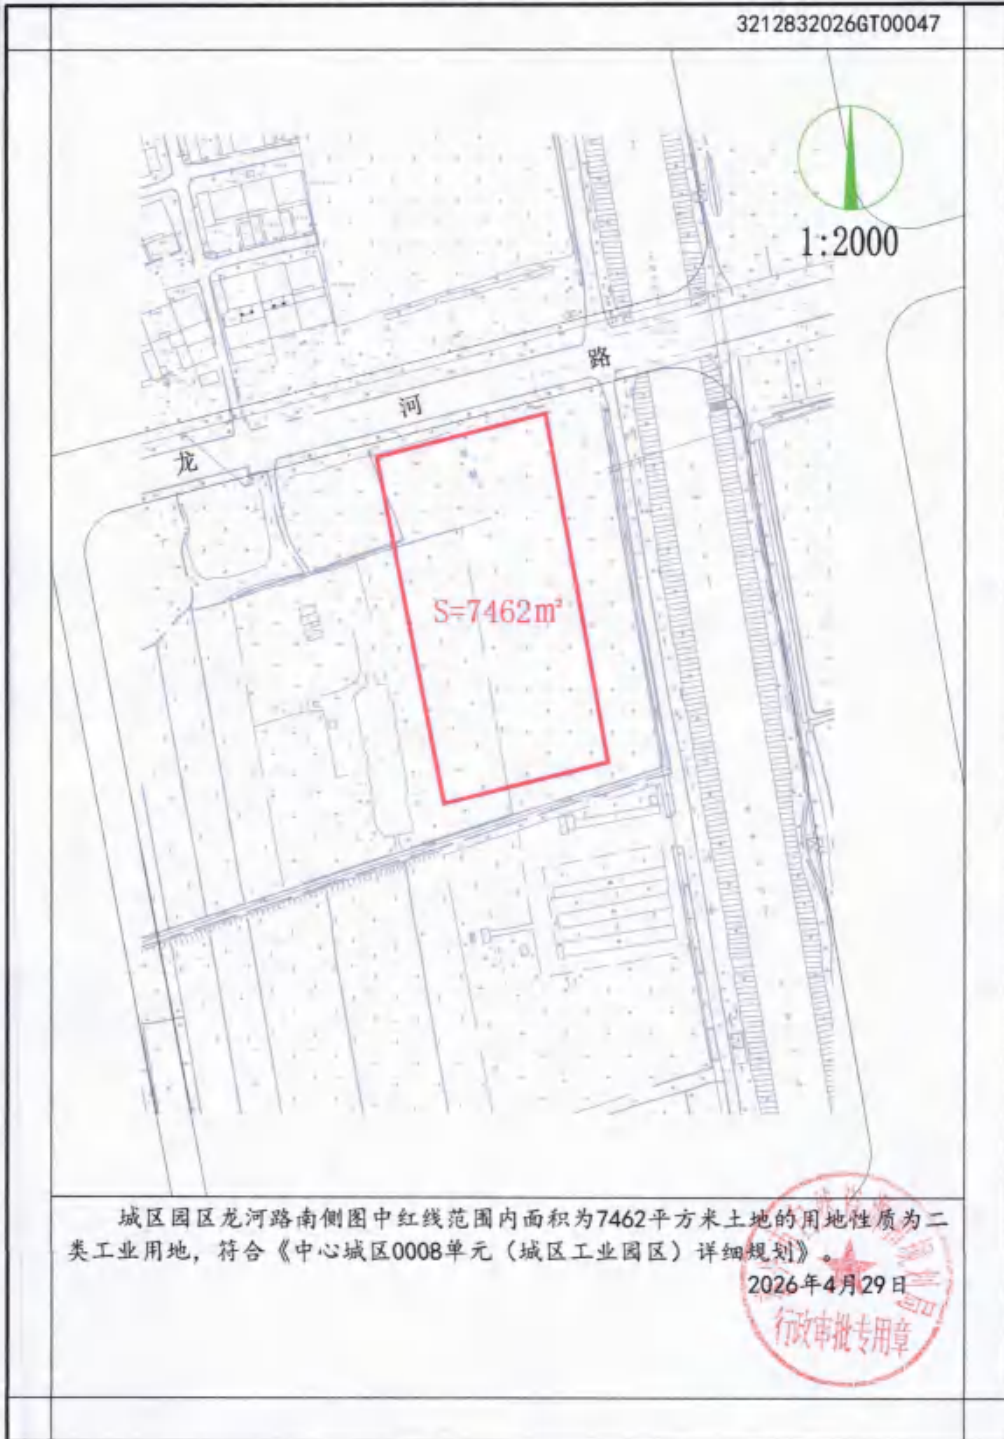 3212832026GT00047
1:2000
路
河
龙
S=7462m²
城区园区龙河路南侧图中红线范围内面积为7462平方米土地的用地性质为二
类工业用地，符合《中心城区0008单元（城区工业园区）详细规划》。
2026年4月29日
行政审批专用章